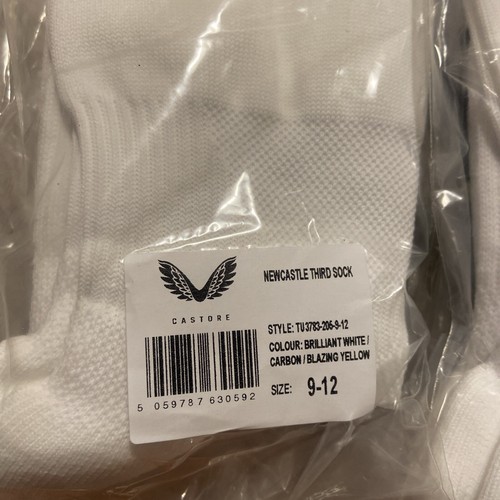 NEWCASTLE THIRD SOCK
CASTORE
STYLE: TU3783-206-9-12
COLOUR: BRILLIANT WHITE /
CARBON / BLAZING YELLOW
SIZE: 9-12
5 059787 630592